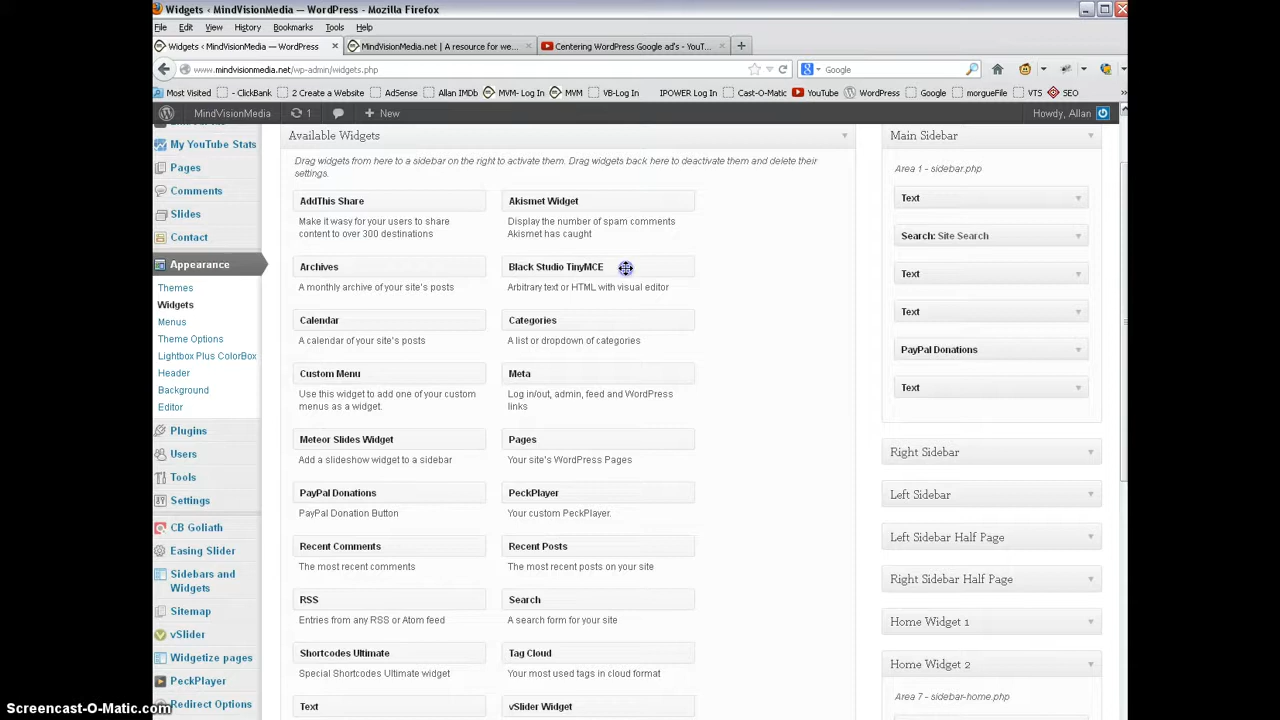 Widgets ‹ MindVisionMedia — WordPress - Mozilla Firefox
File Edit View History Bookmarks Tools Help
Widgets ‹ MindVisionMedia — WordPress × MindVisionMedia.net | A resource for we... × Centering WordPress Google ad's - YouT... × +
www.mindvisionmedia.net/wp-admin/widgets.php Google
Most Visited ClickBank 2 Create a Website AdSense Allan IMDb MVM- Log In MVM VB-Log In IPOWER Log In Cast-O-Matic YouTube WordPress Google morgueFile VTS SEO »
MindVisionMedia 1 + New Howdy, Allan
My YouTube Stats
Pages
Comments
Slides
Contact
Appearance
Themes
Widgets
Menus
Theme Options
Lightbox Plus ColorBox
Header
Background
Editor
Plugins
Users
Tools
Settings
CB Goliath
Easing Slider
Sidebars and
Widgets
Sitemap
vSlider
Widgetize pages
PeckPlayer
Redirect Options
Available Widgets
Drag widgets from here to a sidebar on the right to activate them. Drag widgets back here to deactivate them and delete their
settings.
AddThis Share
Make it wasy for your users to share
content to over 300 destinations
Akismet Widget
Display the number of spam comments
Akismet has caught
Archives
A monthly archive of your site's posts
Black Studio TinyMCE
Arbitrary text or HTML with visual editor
Calendar
A calendar of your site's posts
Categories
A list or dropdown of categories
Custom Menu
Use this widget to add one of your custom
menus as a widget.
Meta
Log in/out, admin, feed and WordPress
links
Meteor Slides Widget
Add a slideshow widget to a sidebar
Pages
Your site's WordPress Pages
PayPal Donations
PayPal Donation Button
PeckPlayer
Your custom PeckPlayer.
Recent Comments
The most recent comments
Recent Posts
The most recent posts on your site
RSS
Entries from any RSS or Atom feed
Search
A search form for your site
Shortcodes Ultimate
Special Shortcodes Ultimate widget
Tag Cloud
Your most used tags in cloud format
Text
vSlider Widget
Main Sidebar
Area 1 - sidebar.php
Text
Search: Site Search
Text
Text
PayPal Donations
Text
Right Sidebar
Left Sidebar
Left Sidebar Half Page
Right Sidebar Half Page
Home Widget 1
Home Widget 2
Area 7 - sidebar-home.php
Screencast-O-Matic.com